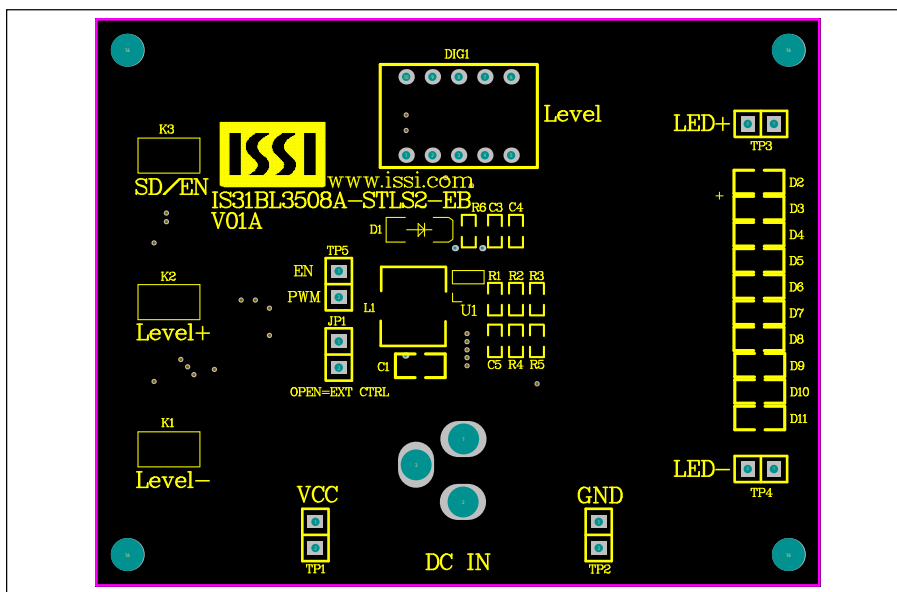 DIG1
Level
LED+
TP3
K3
SD/EN
ISSI
www.issi.com
IS31BL3508A-STLS2-EB
V01A
D1
R6 C3 C4
D2
+
D3
D4
D5
D6
D7
D8
D9
D10
D11
TP5
EN
PWM
K2
Level+
L1
U1
R1 R2 R3
JP1
C1
C5 R4 R5
OPEN=EXT CTRL
K1
Level-
LED-
TP4
VCC
TP1
GND
TP2
DC IN